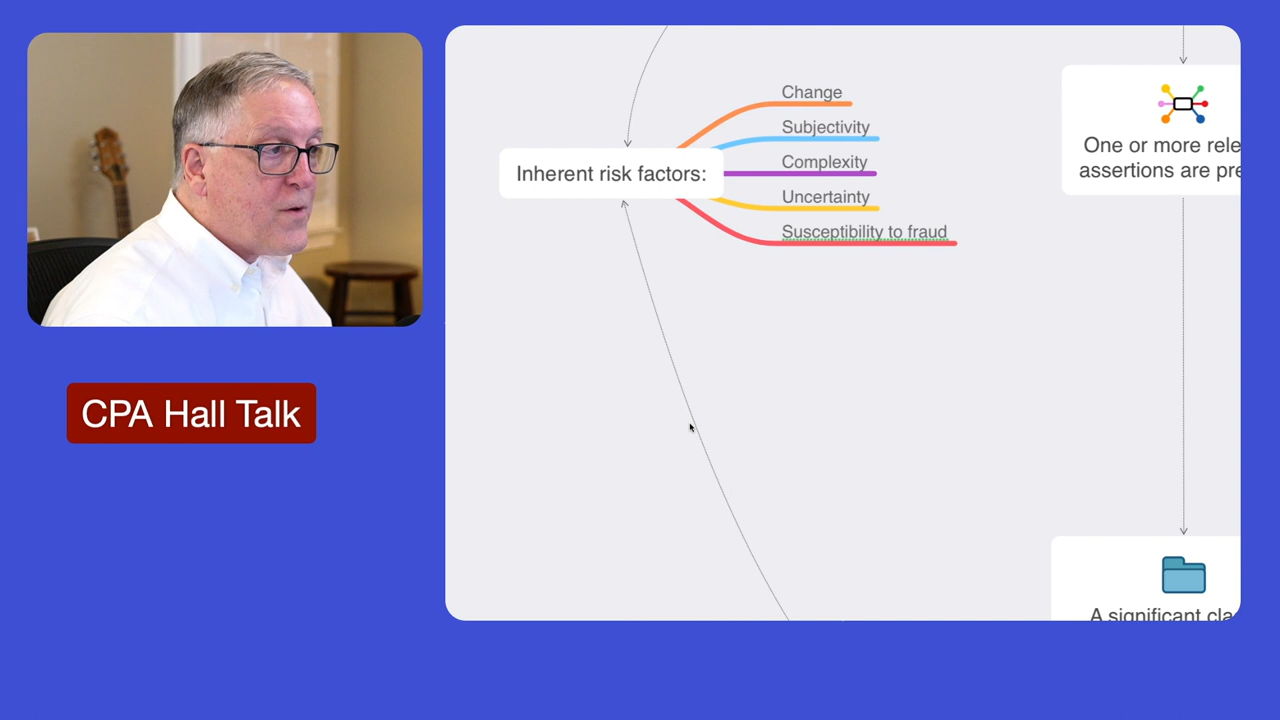 CPA Hall Talk
Inherent risk factors:
Change
Subjectivity
Complexity
Uncertainty
Susceptibility to fraud
One or more rele
assertions are pre
A significant cla